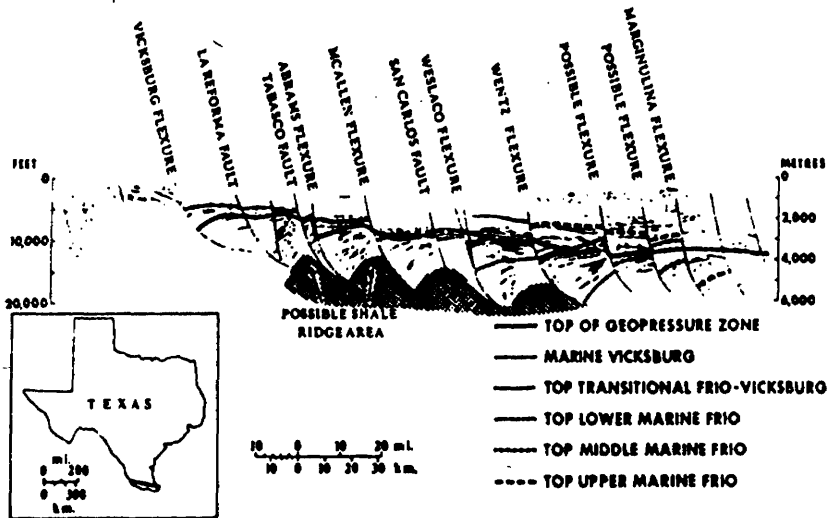 VICKSBURG FLEXURE
LA REFORMA FAULT
TABASCO FAULT
ABRAMS FLEXURE
MCALLEN FLEXURE
SAN CARLOS FAULT
WESLACO FLEXURE
WENTZ FLEXURE
POSSIBLE FLEXURE
POSSIBLE FLEXURE
MARGINULINA FLEXURE
FEET
0
10,000
20,000
METRES
0
2,000
4,000
6,000
POSSIBLE SHALE
RIDGE AREA
TOP OF GEOPRESSURE ZONE
MARINE VICKSBURG
TOP TRANSITIONAL FRIO-VICKSBURG
TOP LOWER MARINE FRIO
TOP MIDDLE MARINE FRIO
TOP UPPER MARINE FRIO
TEXAS
mi.
0 200
0 300
km.
10 0 10 20 mi.
10 0 10 20 30 km.